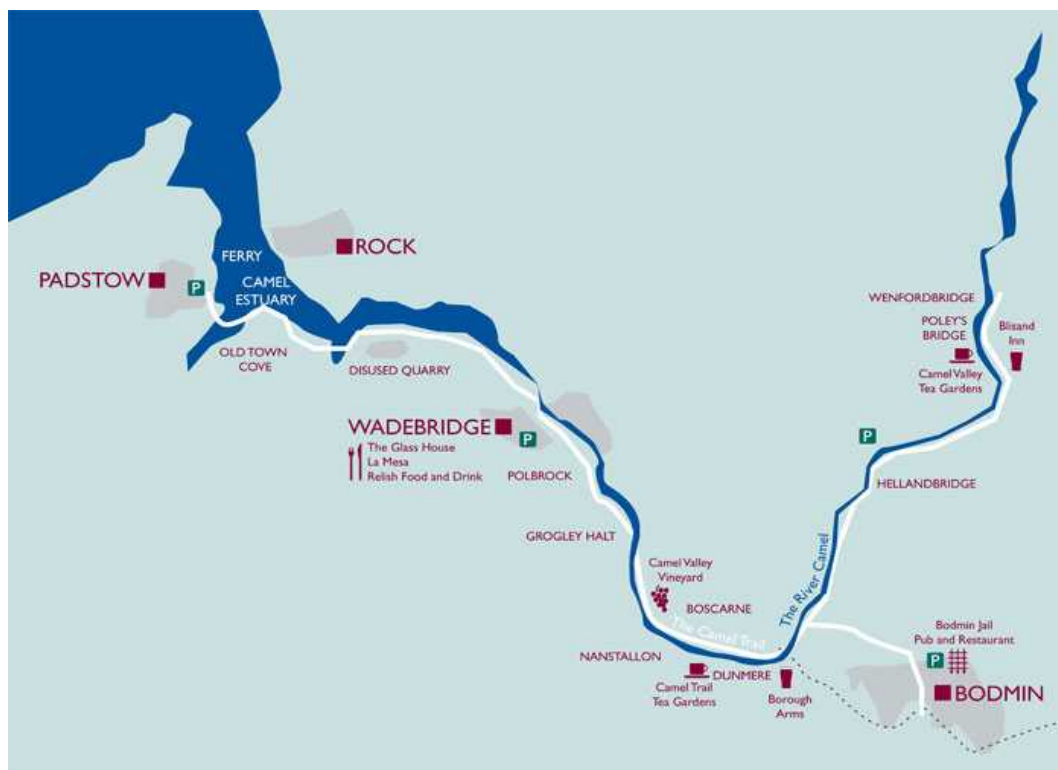 ROCK
FERRY
PADSTOW
P
CAMEL
ESTUARY
WENFORDBRIDGE
POLEY'S
BRIDGE
Blisand
Inn
OLD TOWN
COVE
DISUSED QUARRY
Camel Valley
Tea Gardens
WADEBRIDGE
P
The Glass House
La Mesa
Relish Food and Drink
P
POLBROCK
HELLANDBRIDGE
GROGLEY HALT
The River Camel
Camel Valley
Vineyard
BOSCARNE
The Camel Trail
Bodmin Jail
Pub and Restaurant
P
NANSTALLON
DUNMERE
Camel Trail
Tea Gardens
Borough
Arms
BODMIN